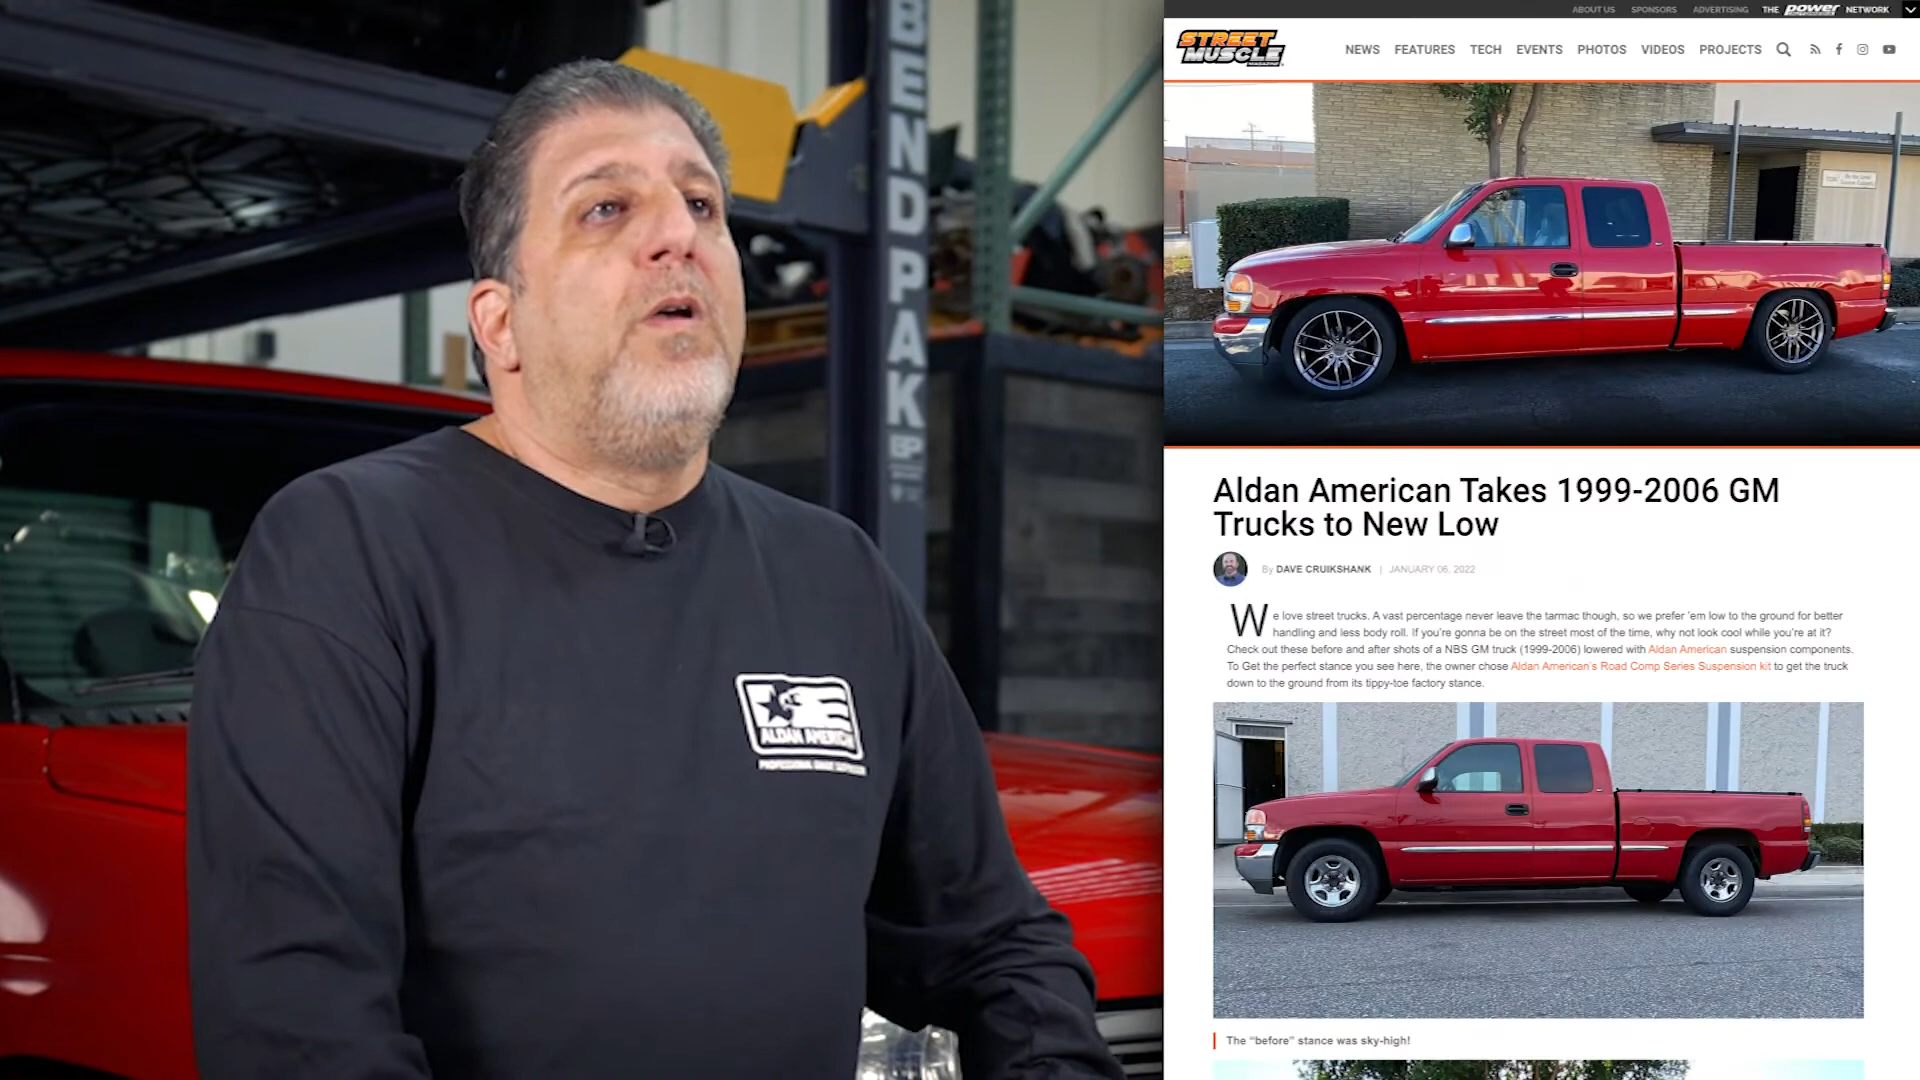 BENDPAK
BP
ALDAN AMERICAN
ABOUT US SPONSORS ADVERTISING THE power NETWORK
STREET
MUSCLE
MAGAZINE
NEWS FEATURES TECH EVENTS PHOTOS VIDEOS PROJECTS
Aldan American Takes 1999-2006 GM
Trucks to New Low
By DAVE CRUIKSHANK | JANUARY 06, 2022
We love street trucks. A vast percentage never leave the tarmac though, so we prefer 'em low to the ground for better
handling and less body roll. If you're gonna be on the street most of the time, why not look cool while you're at it?
Check out these before and after shots of a NBS GM truck (1999-2006) lowered with Aldan American suspension components.
To Get the perfect stance you see here, the owner chose Aldan American's Road Comp Series Suspension kit to get the truck
down to the ground from its tippy-toe factory stance.
The "before" stance was sky-high!